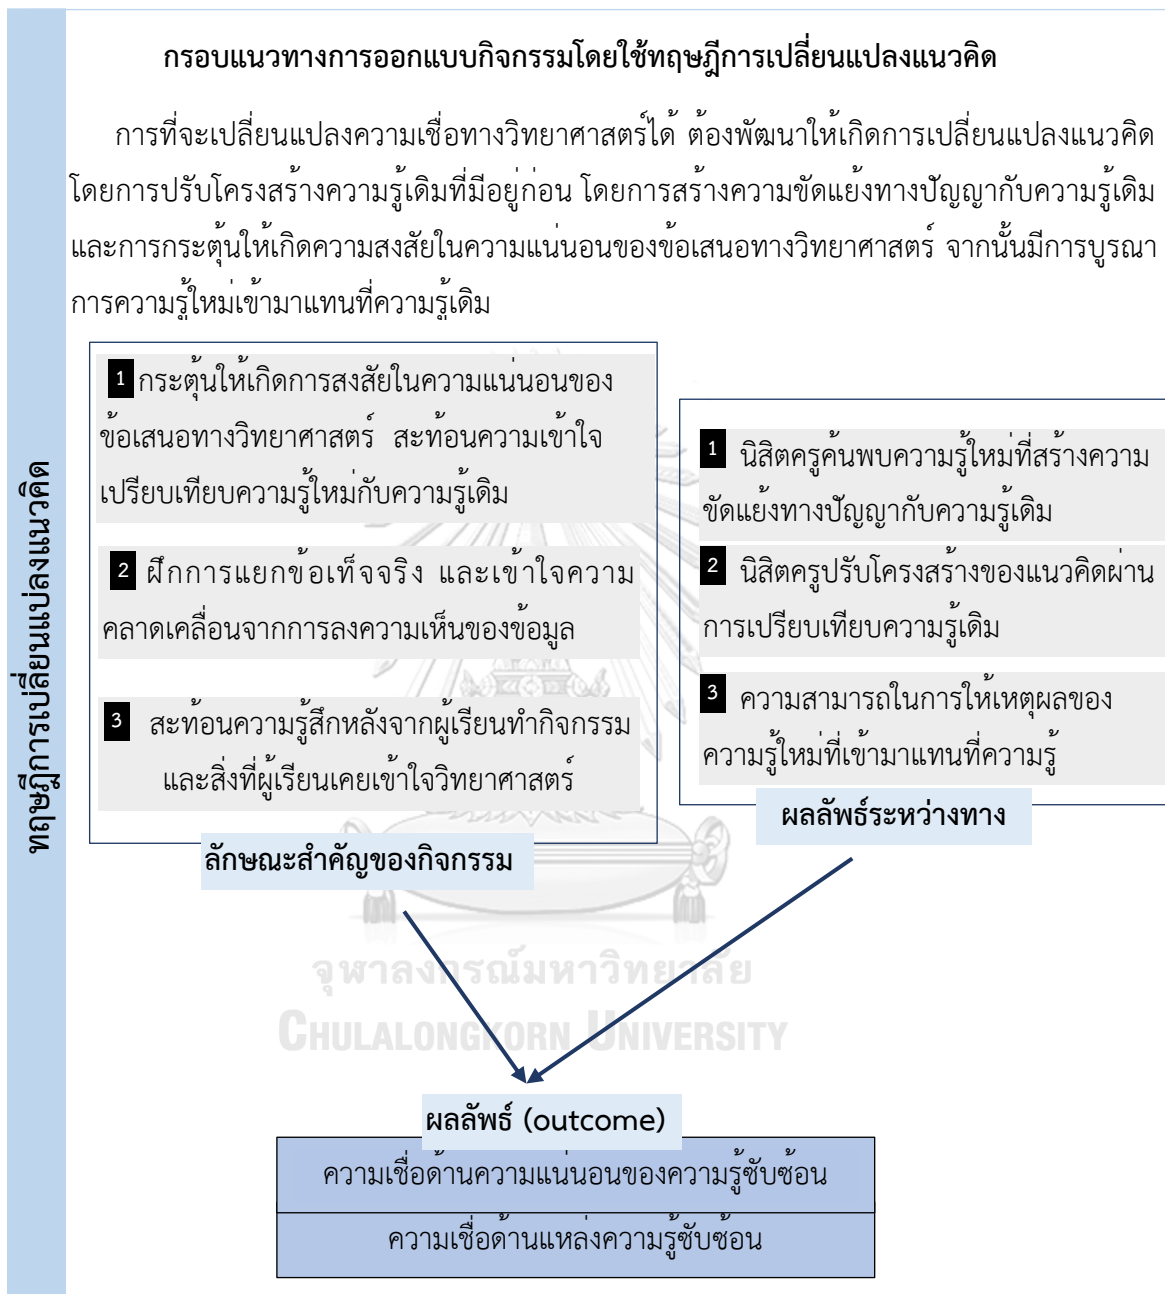 กรอบแนวทางการออกแบบกิจกรรมโดยใช้ทฤษฎีการเปลี่ยนแปลงแนวคิด
การที่จะเปลี่ยนแปลงความเชื่อทางวิทยาศาสตร์ได้ ต้องพัฒนาให้เกิดการเปลี่ยนแปลงแนวคิด
โดยการปรับโครงสร้างความรู้เดิมที่มีอยู่ก่อน โดยการสร้างความขัดแย้งทางปัญญากับความรู้เดิม
และการกระตุ้นให้เกิดความสงสัยในความแน่นอนของข้อเสนอทางวิทยาศาสตร์ จากนั้นมีการบูรณา
การความรู้ใหม่เข้ามาแทนที่ความรู้เดิม
ทฤษฎีการเปลี่ยนแปลงแนวคิด
1 กระตุ้นให้เกิดการสงสัยในความแน่นอนของ
ข้อเสนอทางวิทยาศาสตร์ สะท้อนความเข้าใจ
เปรียบเทียบความรู้ใหม่กับความรู้เดิม
2 ฝึกการแยกข้อเท็จจริง และเข้าใจความ
คลาดเคลื่อนจากการลงความเห็นของข้อมูล
3 สะท้อนความรู้สึกหลังจากผู้เรียนทำกิจกรรม
และสิ่งที่ผู้เรียนเคยเข้าใจวิทยาศาสตร์
ลักษณะสำคัญของกิจกรรม
1 นิสิตครูค้นพบความรู้ใหม่ที่สร้างความ
ขัดแย้งทางปัญญากับความรู้เดิม
2 นิสิตครูปรับโครงสร้างของแนวคิดผ่าน
การเปรียบเทียบความรู้เดิม
3 ความสามารถในการให้เหตุผลของ
ความรู้ใหม่ที่เข้ามาแทนที่ความรู้
ผลลัพธ์ระหว่างทาง
จุฬาลงกรณ์มหาวิทยาลัย
CHULALONGKORN UNIVERSITY
ผลลัพธ์ (outcome)
ความเชื่อด้านความแน่นอนของความรู้ซับซ้อน
ความเชื่อด้านแหล่งความรู้ซับซ้อน